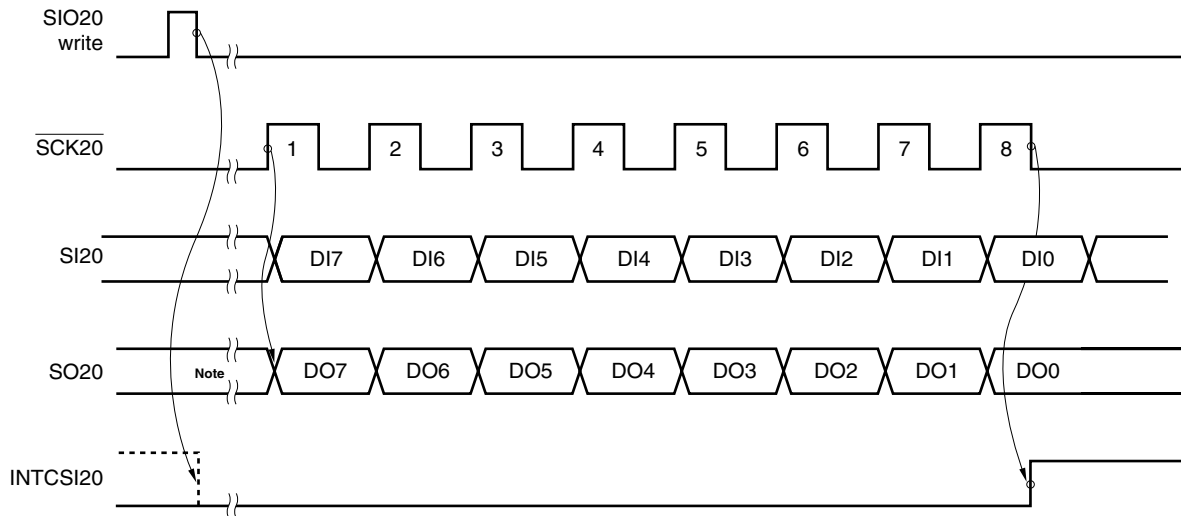 SIO20
write
SCK20
1 2 3 4 5 6 7 8
SI20
DI7 DI6 DI5 DI4 DI3 DI2 DI1 DI0
SO20
Note
DO7 DO6 DO5 DO4 DO3 DO2 DO1 DO0
INTCSI20